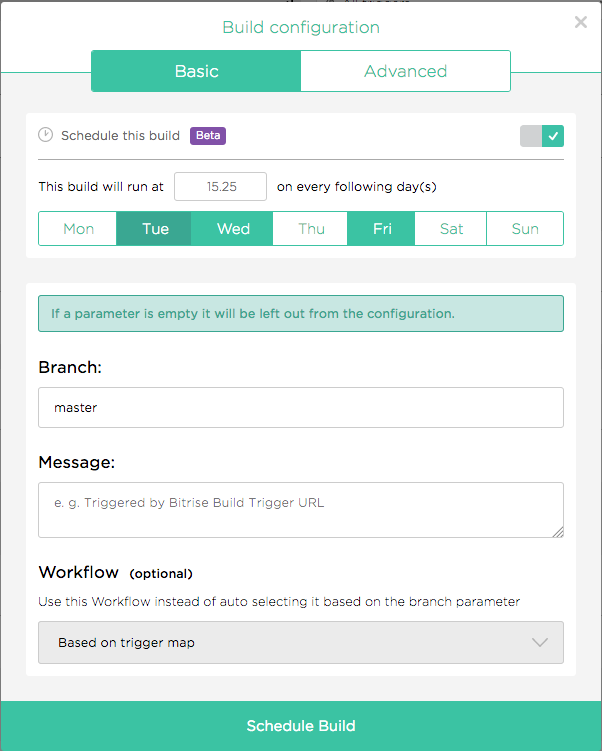 Build configuration
Basic
Advanced
Schedule this build Beta
This build will run at 15.25 on every following day(s)
Mon Tue Wed Thu Fri Sat Sun
If a parameter is empty it will be left out from the configuration.
Branch:
master
Message:
e. g. Triggered by Bitrise Build Trigger URL
Workflow (optional)
Use this Workflow instead of auto selecting it based on the branch parameter
Based on trigger map
Schedule Build